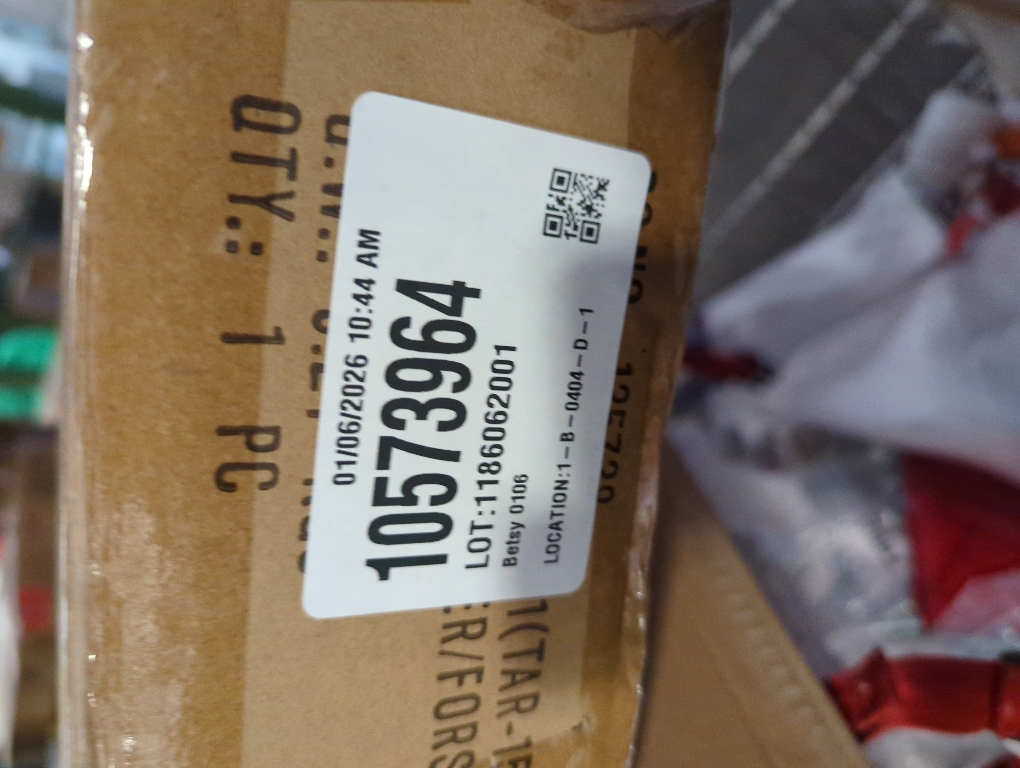 01/06/2026 10:44 AM
10573964
LOT:1186062001
Betsy 0106
LOCATION:1-B-0404-D-1
QTY.: 1 PC